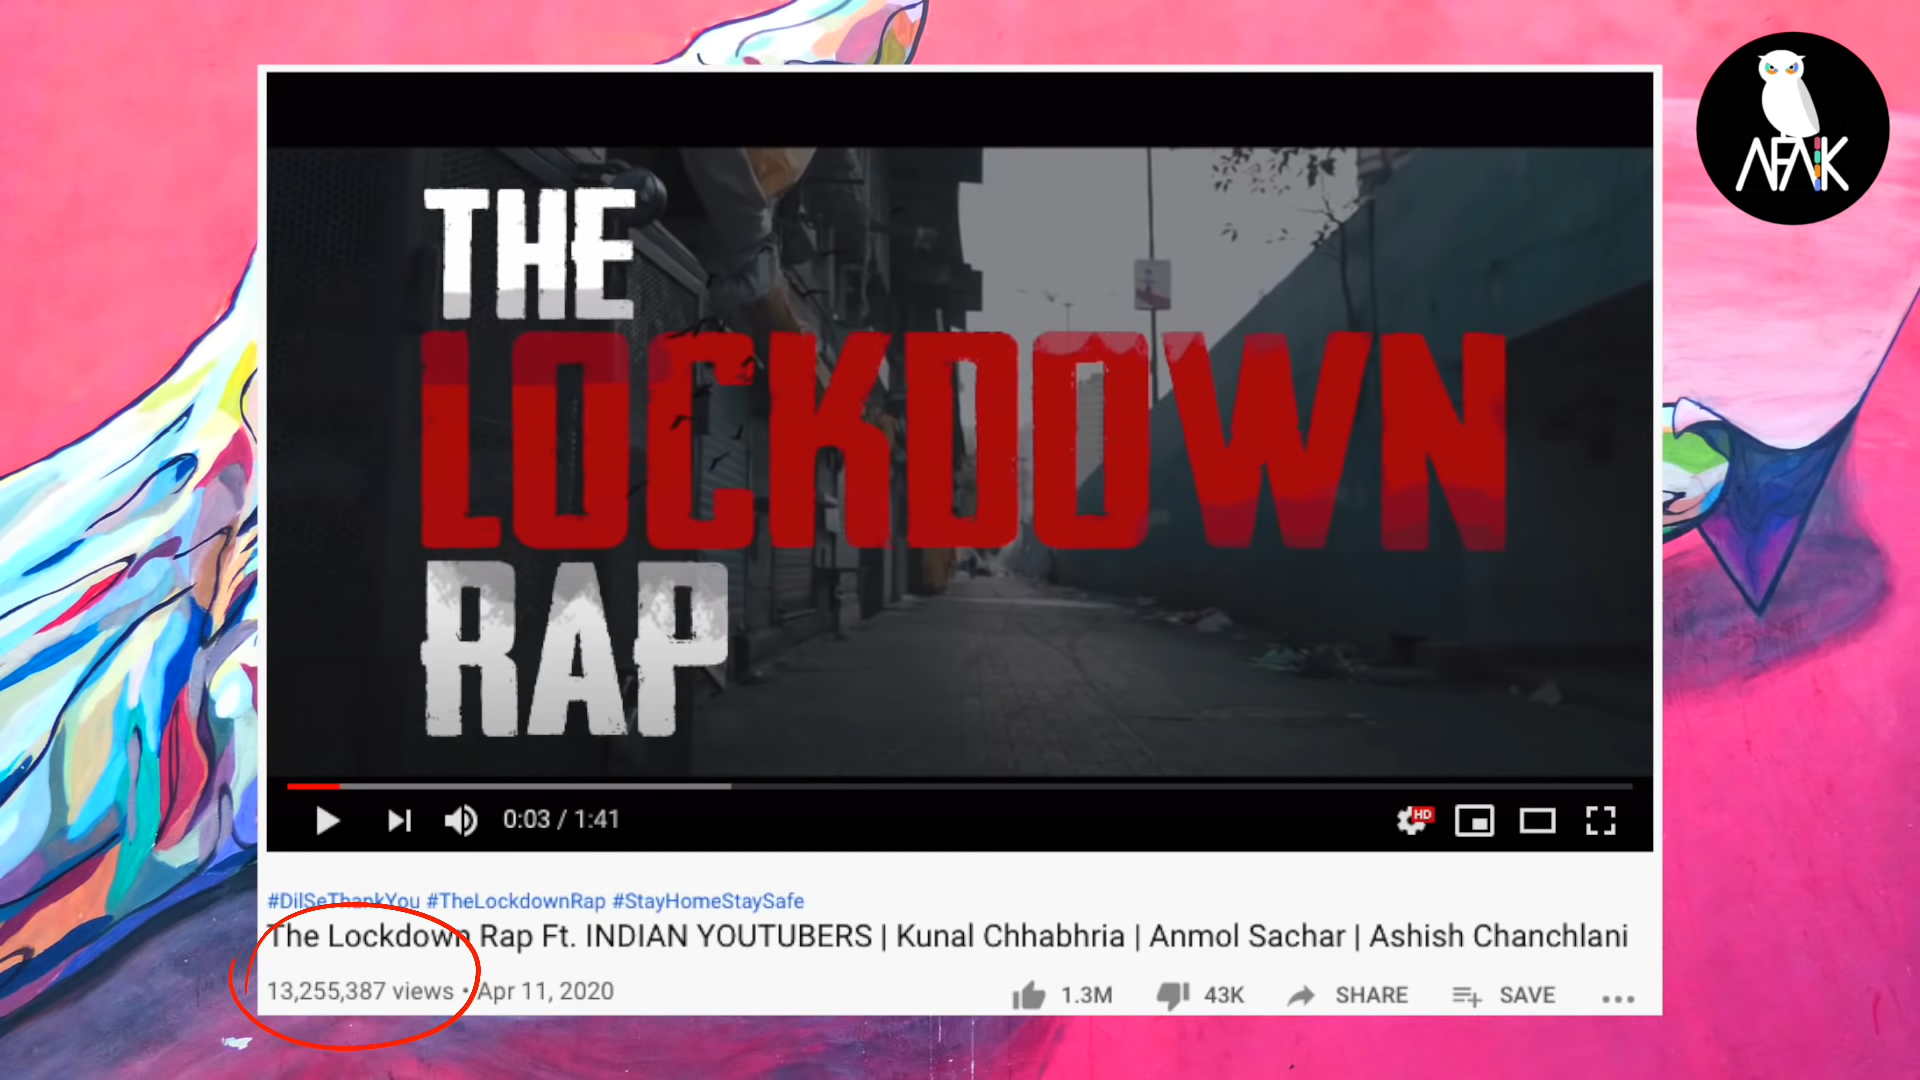 AFAIK
THE
LOCKDOWN
RAP
0:03 / 1:41
HD
#DilSeThankYou #TheLockdownRap #StayHomeStaySafe
The Lockdown Rap Ft. INDIAN YOUTUBERS | Kunal Chhabhria | Anmol Sachar | Ashish Chanchlani
13,255,387 views • Apr 11, 2020
1.3M 43K SHARE SAVE